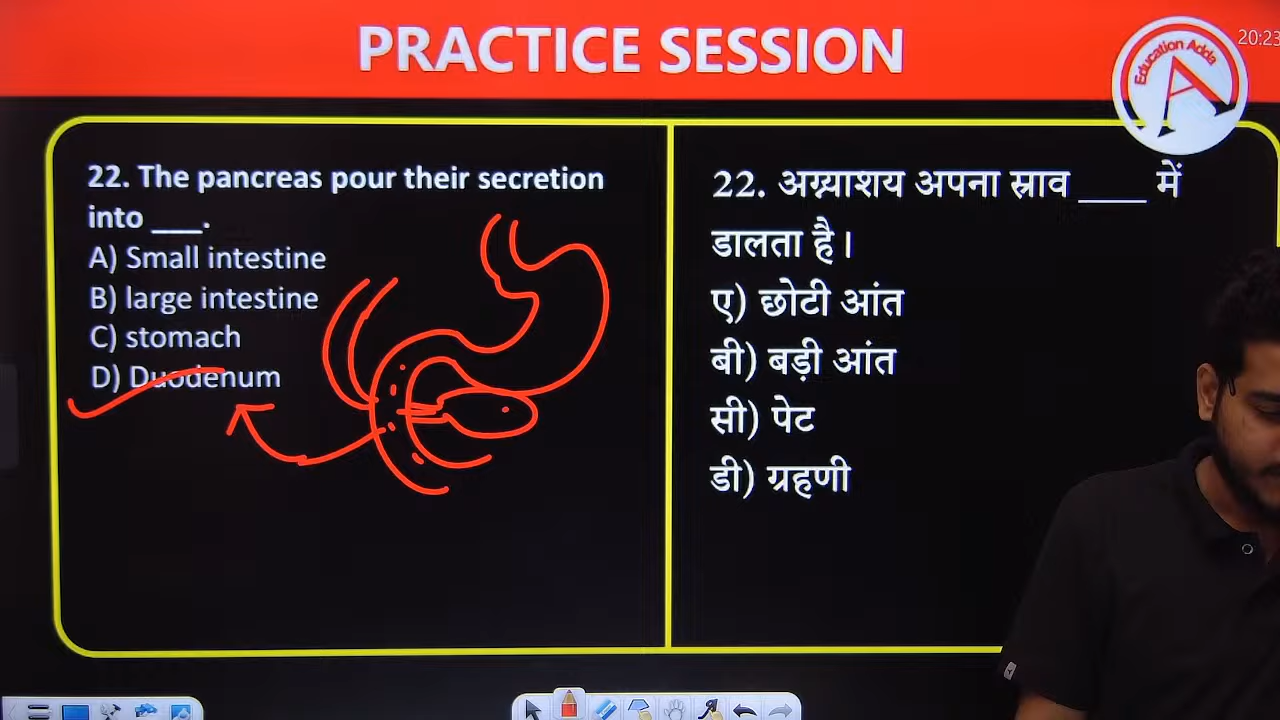 PRACTICE SESSION
Education Adda
A
20:23
22. The pancreas pour their secretion
into ___.
A) Small intestine
B) large intestine
C) stomach
D) Duodenum
22. अग्न्याशय अपना स्राव ____ में
डालता है।
ए) छोटी आंत
बी) बड़ी आंत
सी) पेट
डी) ग्रहणी